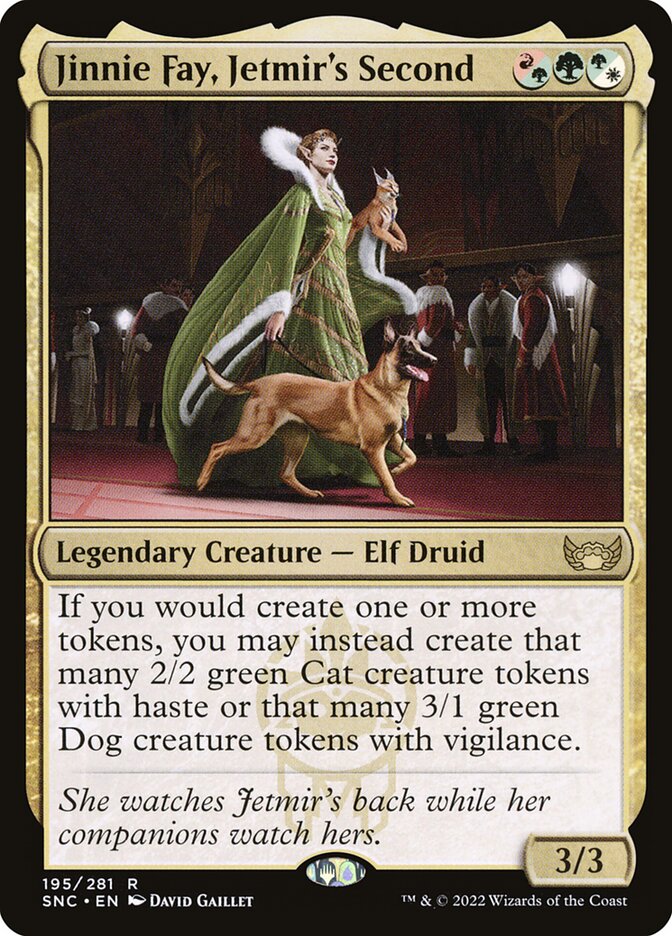 Jinnie Fay, Jetmir's Second
Legendary Creature — Elf Druid
If you would create one or more
tokens, you may instead create that
many 2/2 green Cat creature tokens
with haste or that many 3/1 green
Dog creature tokens with vigilance.
She watches Jetmir's back while her
companions watch hers.
3/3
195/281 R
SNC • EN DAVID GAILLET
™ & © 2022 Wizards of the Coast